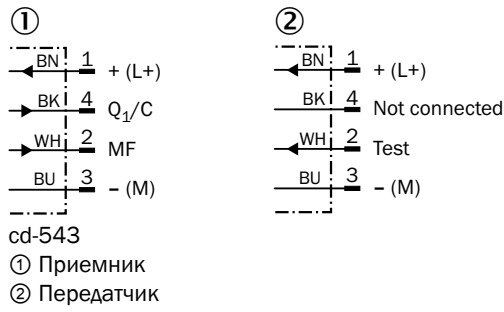 ①
BN 1 + (L+)
BK 4 Q₁/C
WH 2 MF
BU 3 − (M)
②
BN 1 + (L+)
BK 4 Not connected
WH 2 Test
BU 3 − (M)
cd-543
① Приемник
② Передатчик